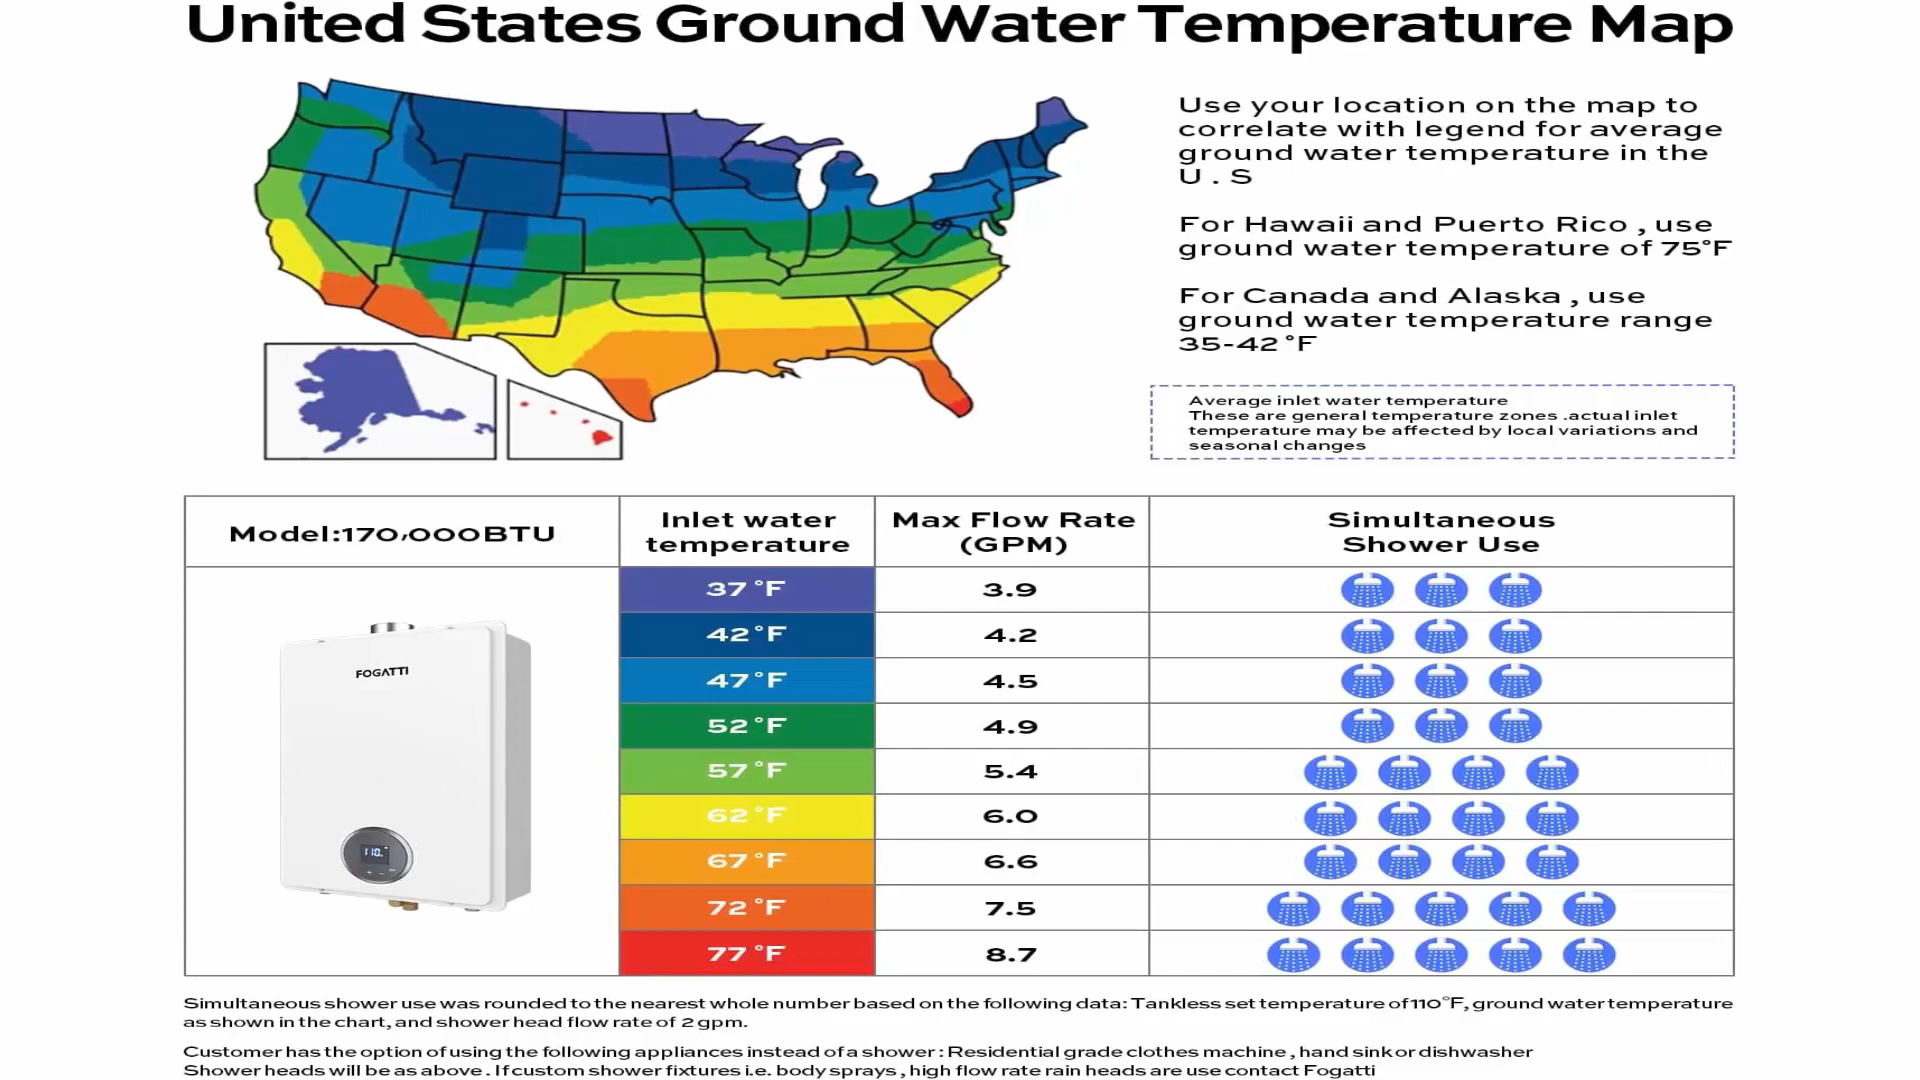 United States Ground Water Temperature Map
Use your location on the map to
correlate with legend for average
ground water temperature in the
U . S
For Hawaii and Puerto Rico , use
ground water temperature of 75°F
For Canada and Alaska , use
ground water temperature range
35-42 °F
Average inlet water temperature
These are general temperature zones .actual inlet
temperature may be affected by local variations and
seasonal changes
Model:170,000BTU
Inlet water
temperature
Max Flow Rate
(GPM)
Simultaneous
Shower Use
FOGATTI
110
37 °F 3.9
42 °F 4.2
47 °F 4.5
52 °F 4.9
57 °F 5.4
62 °F 6.0
67 °F 6.6
72 °F 7.5
77 °F 8.7
Simultaneous shower use was rounded to the nearest whole number based on the following data: Tankless set temperature of 110°F, ground water temperature
as shown in the chart, and shower head flow rate of 2 gpm.
Customer has the option of using the following appliances instead of a shower : Residential grade clothes machine , hand sink or dishwasher
Shower heads will be as above . If custom shower fixtures i.e. body sprays , high flow rate rain heads are use contact Fogatti